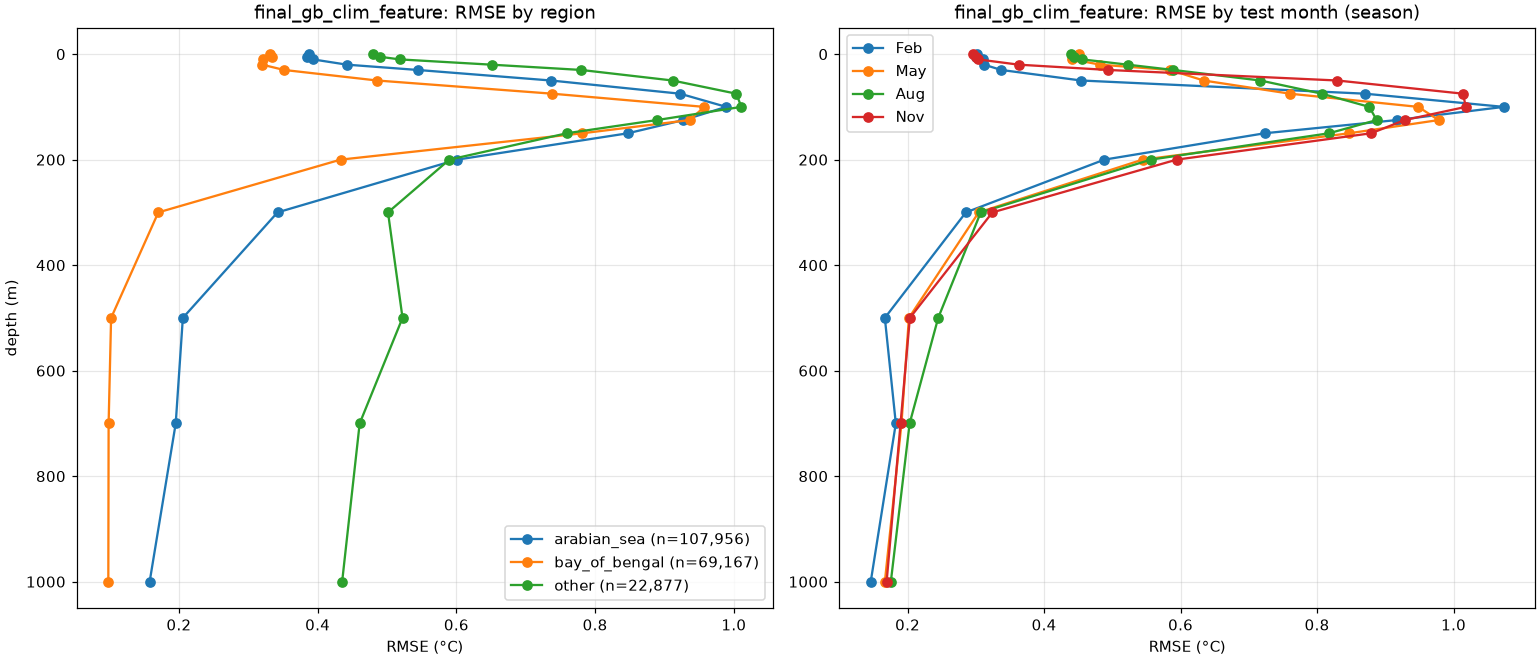 final_gb_clim_feature: RMSE by region
0
200
400
600
800
1000
depth (m)
0.2
0.4
0.6
0.8
1.0
RMSE (°C)
arabian_sea (n=107,956)
bay_of_bengal (n=69,167)
other (n=22,877)
final_gb_clim_feature: RMSE by test month (season)
Feb
May
Aug
Nov
0
200
400
600
800
1000
0.2
0.4
0.6
0.8
1.0
RMSE (°C)